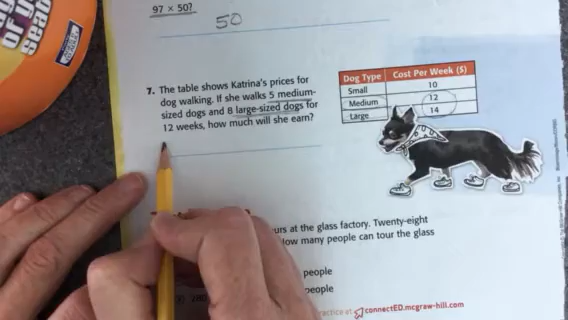 97 × 50?
50
7. The table shows Katrina's prices for
dog walking. If she walks 5 medium-
sized dogs and 8 large-sized dogs for
12 weeks, how much will she earn?
Dog Type Cost Per Week ($)
Small 10
Medium 12
Large 14
urs at the glass factory. Twenty-eight
How many people can tour the glass
people
people
ractice at connectED.mcgraw-hill.com